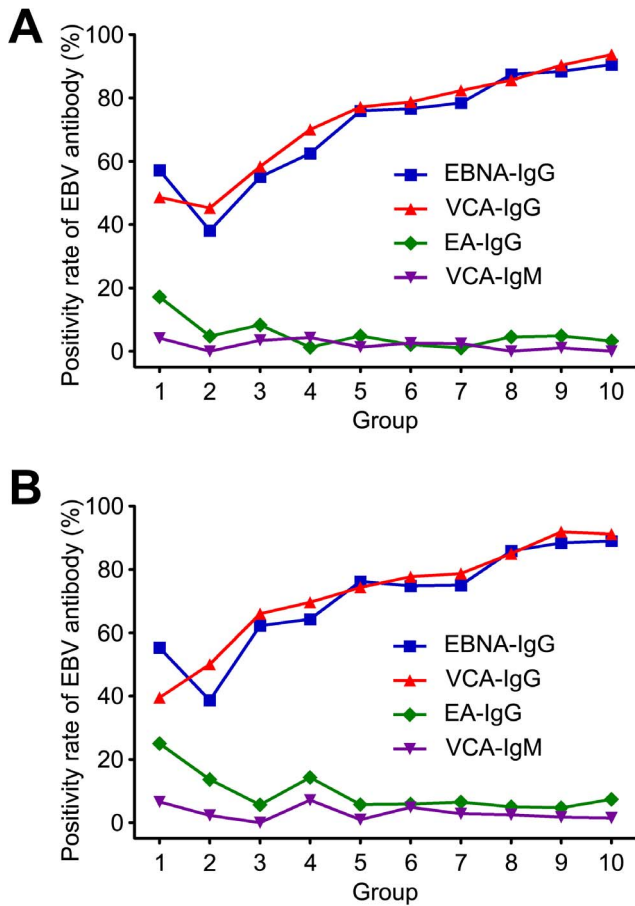 A
Positivity rate of EBV antibody (%)
100
80
60
40
20
0
EBNA-IgG
VCA-IgG
EA-IgG
VCA-IgM
1 2 3 4 5 6 7 8 9 10
Group
B
Positivity rate of EBV antibody (%)
100
80
60
40
20
0
EBNA-IgG
VCA-IgG
EA-IgG
VCA-IgM
1 2 3 4 5 6 7 8 9 10
Group